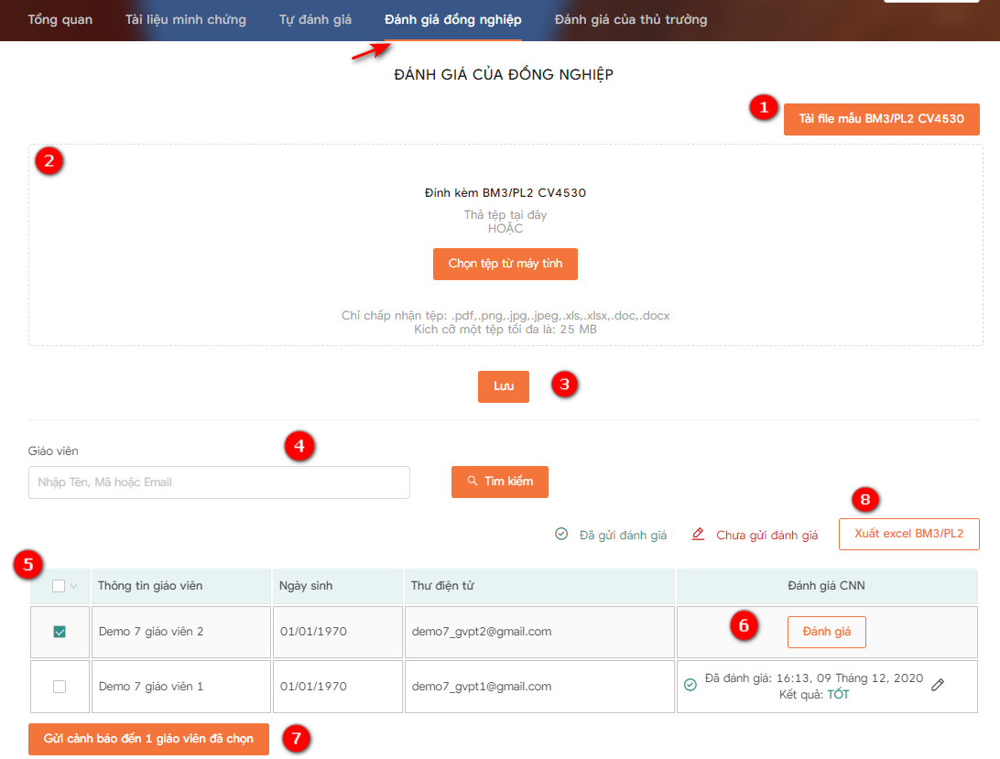 Tổng quan Tài liệu minh chứng Tự đánh giá Đánh giá đồng nghiệp Đánh giá của thủ trưởng
ĐÁNH GIÁ CỦA ĐỒNG NGHIỆP
1 Tải file mẫu BM3/PL2 CV4530
2
Đính kèm BM3/PL2 CV4530
Thả tệp tại đây
HOẶC
Chọn tệp từ máy tính
Chỉ chấp nhận tệp: .pdf,.png,.jpg,.jpeg,.xls,.xlsx,.doc,.docx
Kích cỡ một tệp tối đa là: 25 MB
Lưu 3
4
Giáo viên
Nhập Tên, Mã hoặc Email Tìm kiếm
8
Đã gửi đánh giá Chưa gửi đánh giá Xuất excel BM3/PL2
5
Thông tin giáo viên Ngày sinh Thư điện tử Đánh giá CNN
Demo 7 giáo viên 2 01/01/1970 demo7_gvpt2@gmail.com 6 Đánh giá
Demo 7 giáo viên 1 01/01/1970 demo7_gvpt1@gmail.com Đã đánh giá: 16:13, 09 Tháng 12, 2020
Kết quả: TỐT
Gửi cảnh báo đến 1 giáo viên đã chọn 7